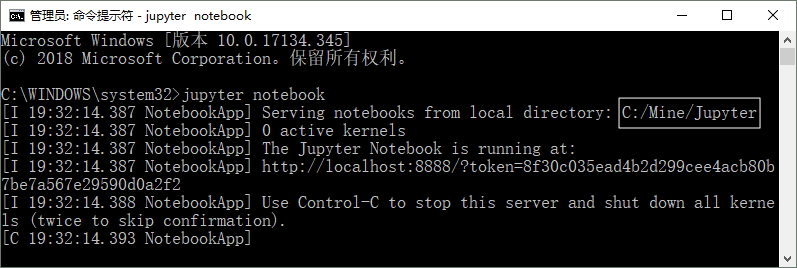 管理员: 命令提示符 - jupyter  notebook
Microsoft Windows [版本 10.0.17134.345]
(c) 2018 Microsoft Corporation。保留所有权利。
C:\WINDOWS\system32>jupyter notebook
[I 19:32:14.387 NotebookApp] Serving notebooks from local directory: C:/Mine/Jupyter
[I 19:32:14.387 NotebookApp] 0 active kernels
[I 19:32:14.387 NotebookApp] The Jupyter Notebook is running at:
[I 19:32:14.387 NotebookApp] http://localhost:8888/?token=8f30c035ead4b2d299cee4acb80b
7be7a567e29590d0a2f2
[I 19:32:14.388 NotebookApp] Use Control-C to stop this server and shut down all kerne
ls (twice to skip confirmation).
[C 19:32:14.393 NotebookApp]